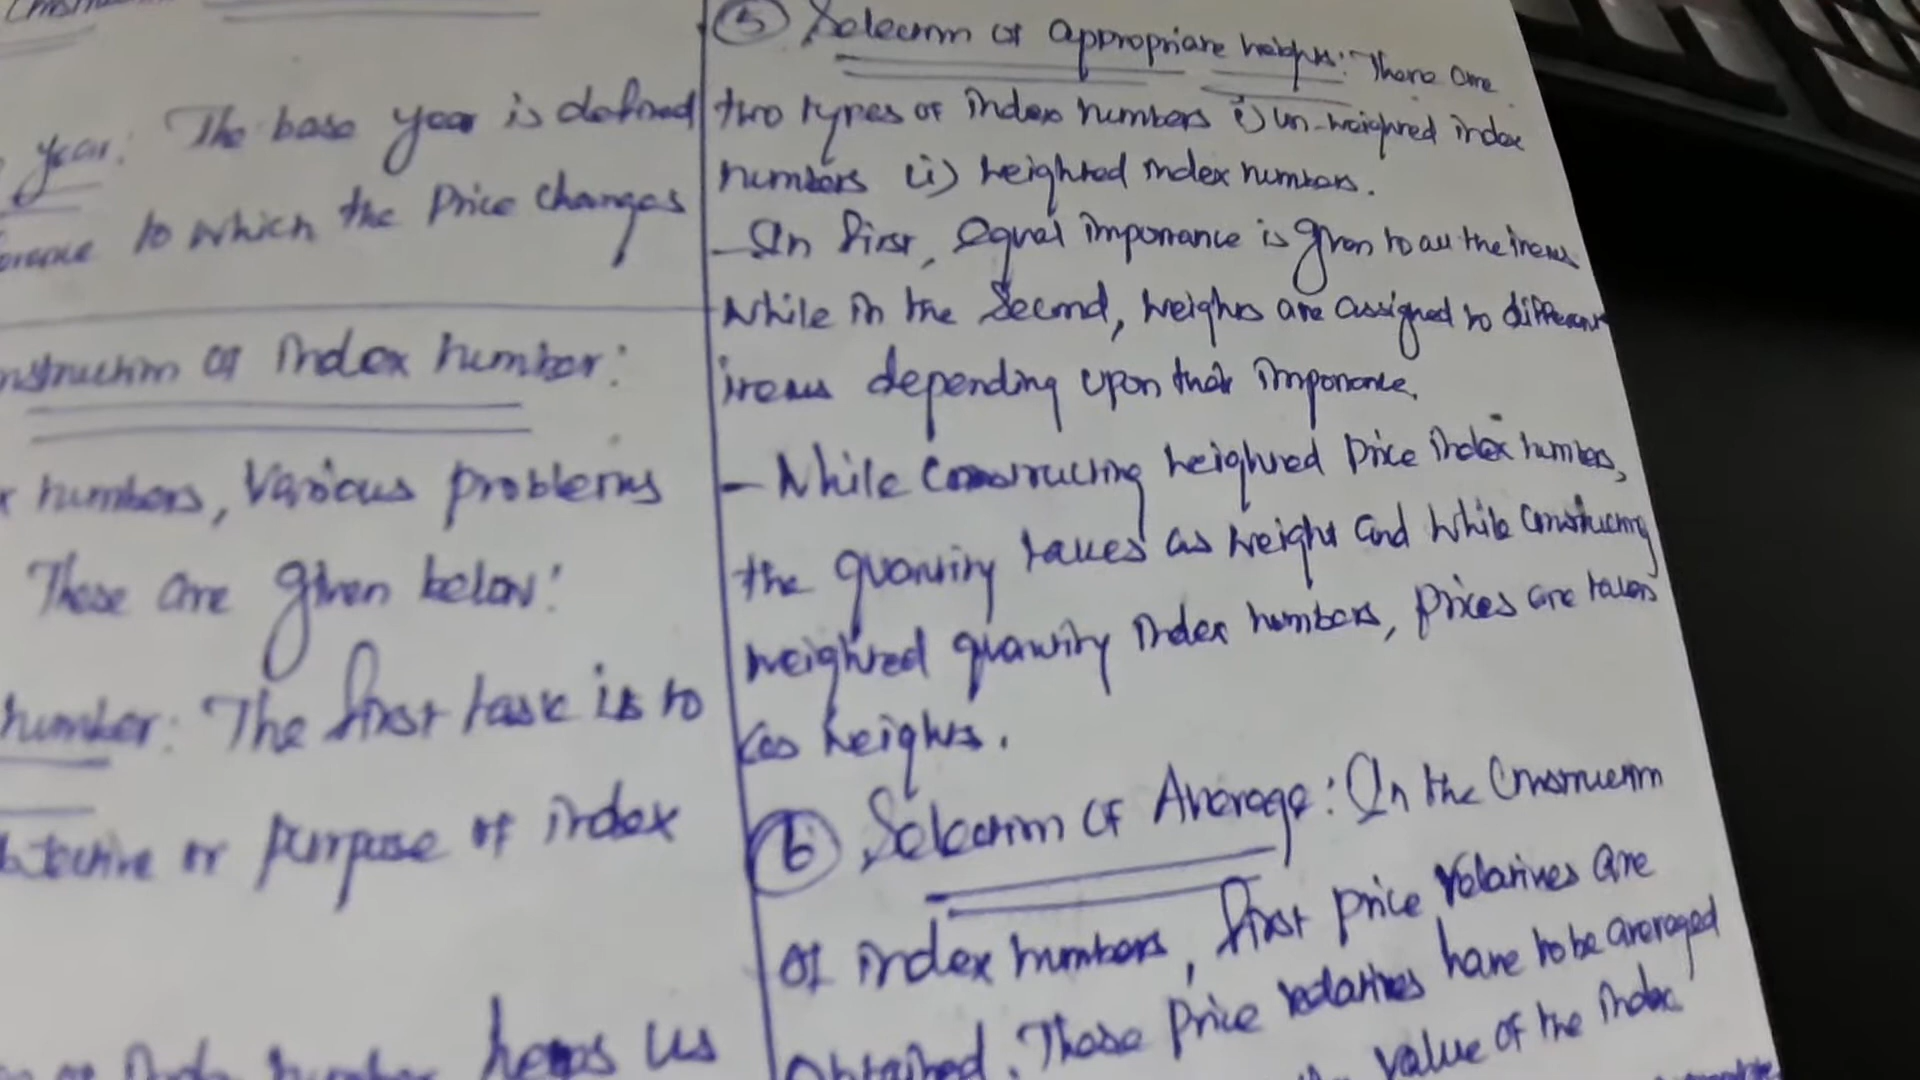 year: The base year is defined
to which the Price changes
of index number:
numbers, Various problems
These are given below:
number: The first task is to
or purpose of index
number helps us
5 Selection of appropriate weights: There are
two types of index numbers i) un-weighted index
numbers ii) weighted index numbers.
- In first, equal importance is given to all the items
While in the Second, weights are assigned to different
items depending upon their importance.
- While constructing weighted Price index number,
the quantity takes as weight and while constructing
weighted quantity index numbers, prices are taken
as weights.
6 Selection of Average: In the Construction
of index numbers, first price relatives are
obtained. These Price relatives have to be averaged
value of the index